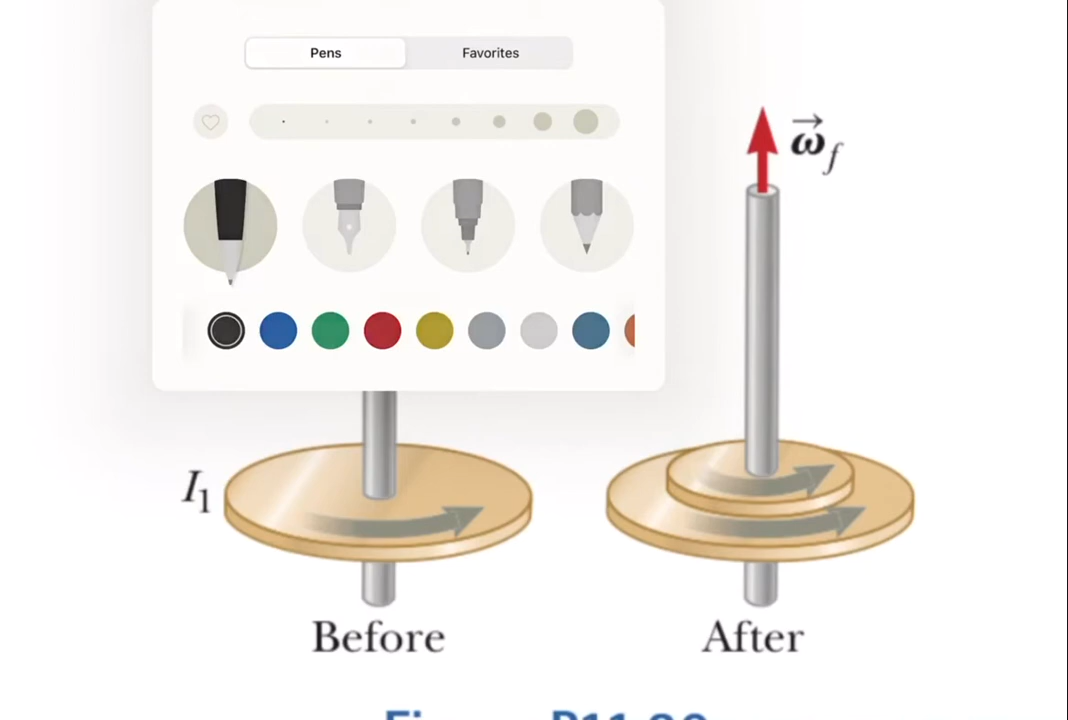 Pens Favorites
ω⃗f
I1
Before After